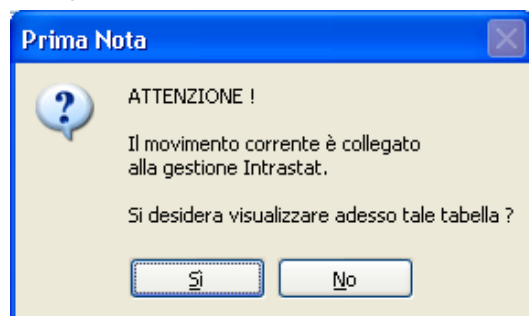 Prima Nota
ATTENZIONE !
Il movimento corrente è collegato
alla gestione Intrastat.
Si desidera visualizzare adesso tale tabella ?
Sì
No